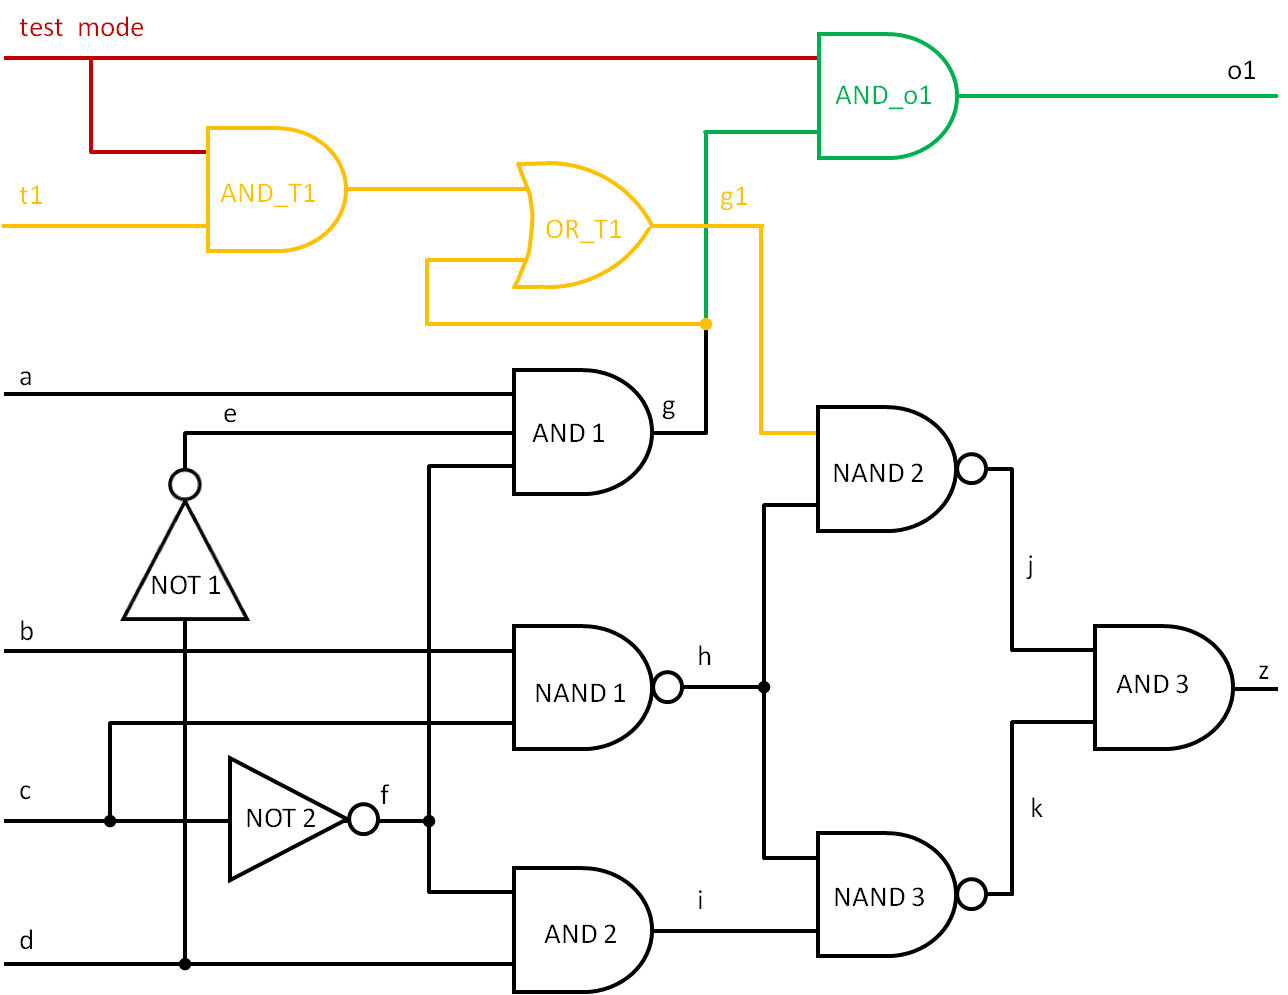 test mode
o1
AND_o1
t1
AND_T1
g1
OR_T1
a
e
g
AND 1
NAND 2
j
NOT 1
b
h
NAND 1
AND 3
z
c
f
NOT 2
k
d
i
NAND 3
AND 2